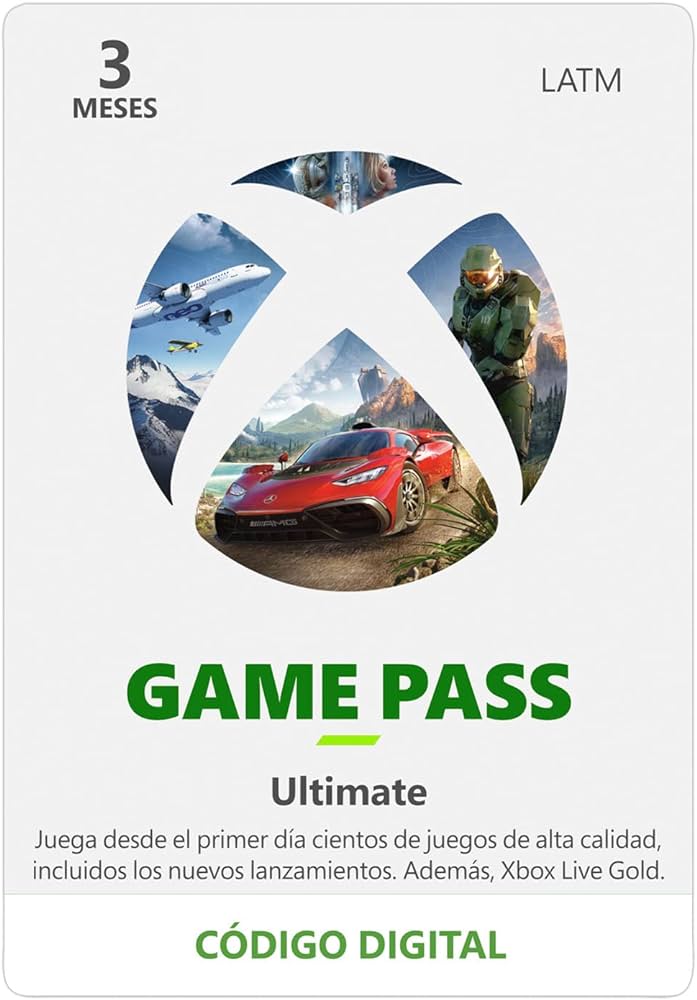 3
MESES
LATM
AMG
GAME PASS
Ultimate
Juega desde el primer día cientos de juegos de alta calidad,
incluidos los nuevos lanzamientos. Además, Xbox Live Gold.
CÓDIGO DIGITAL